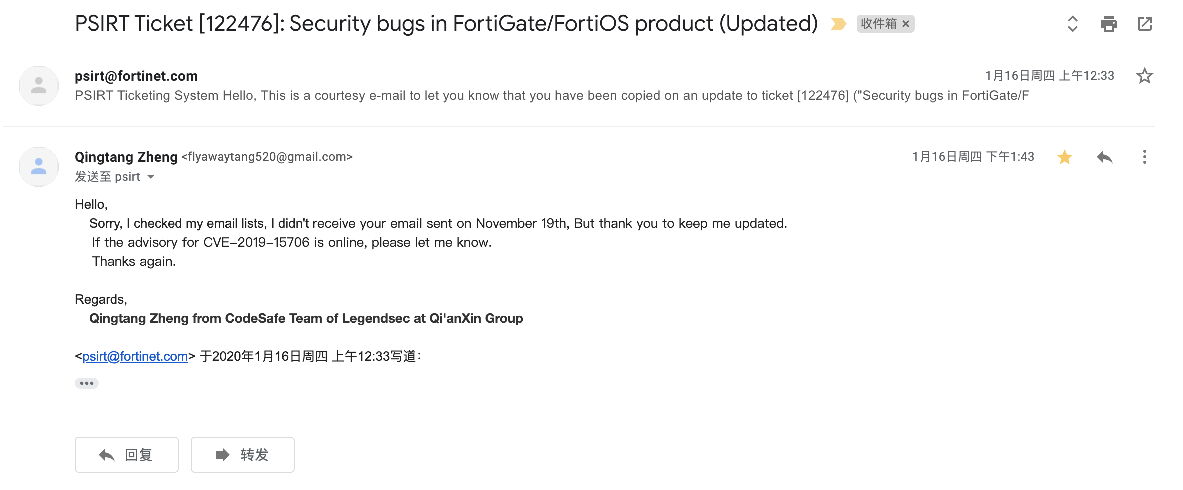 PSIRT Ticket [122476]: Security bugs in FortiGate/FortiOS product (Updated) 收件箱 ×
psirt@fortinet.com 1月16日周四 上午12:33
PSIRT Ticketing System Hello, This is a courtesy e-mail to let you know that you have been copied on an update to ticket [122476] ("Security bugs in FortiGate/F
Qingtang Zheng <flyawaytang520@gmail.com> 1月16日周四 下午1:43
发送至 psirt
Hello,
Sorry, I checked my email lists, I didn't receive your email sent on November 19th, But thank you to keep me updated.
If the advisory for CVE-2019-15706 is online, please let me know.
Thanks again.
Regards,
Qingtang Zheng from CodeSafe Team of Legendsec at Qi'anXin Group
<psirt@fortinet.com> 于2020年1月16日周四 上午12:33写道:
•••
回复 转发